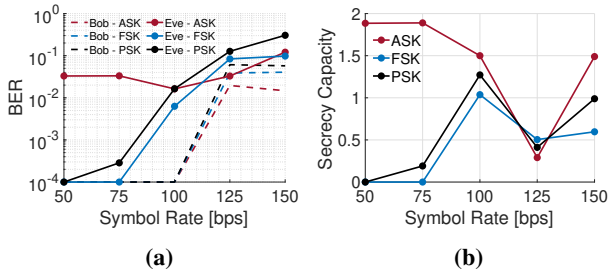 Bob - ASK Eve - ASK
Bob - FSK Eve - FSK
Bob - PSK Eve - PSK
BER
10^0
10^-1
10^-2
10^-3
10^-4
50 75 100 125 150
Symbol Rate [bps]
(a)
ASK
FSK
PSK
Secrecy Capacity
2
1.5
1
0.5
0
50 75 100 125 150
Symbol Rate [bps]
(b)